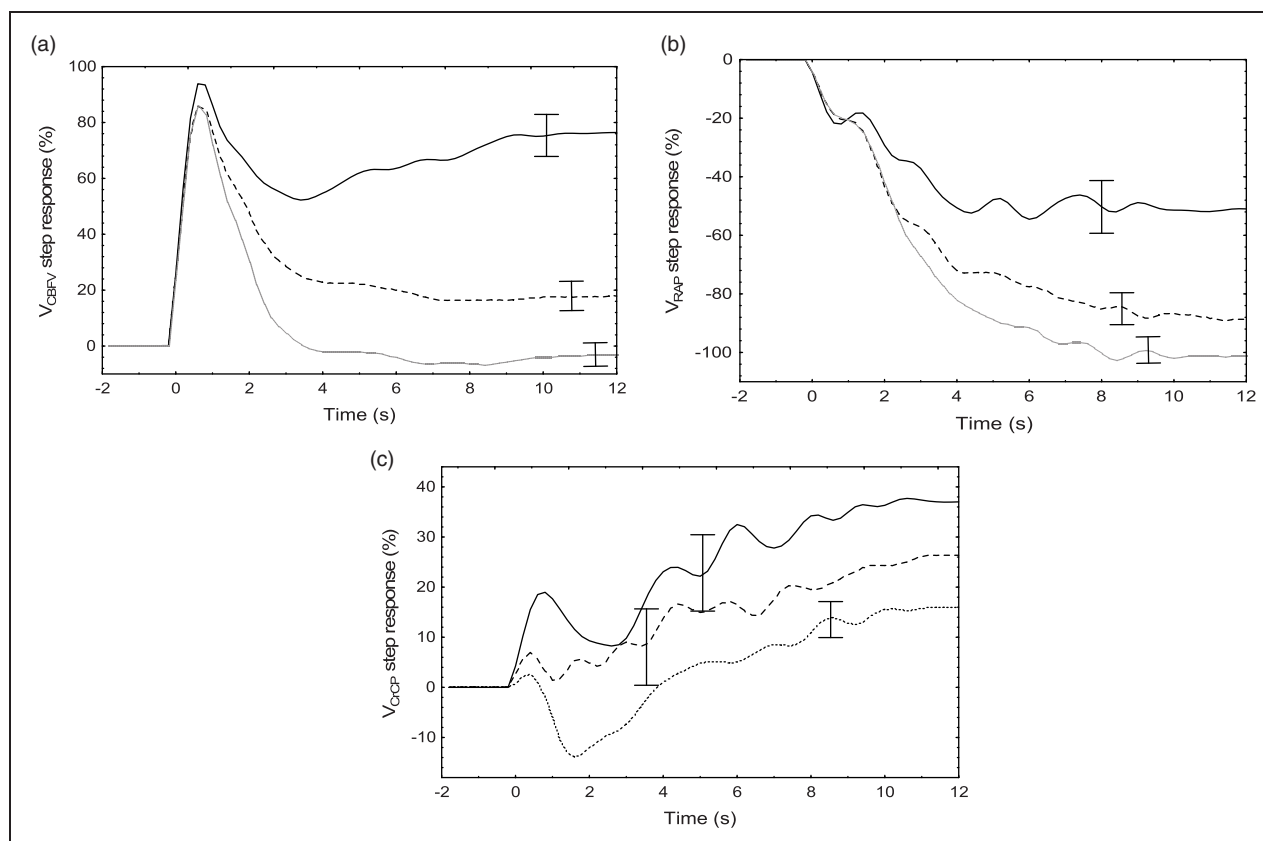 (a)
100
80
60
40
20
0
-2 0 2 4 6 8 10 12
V_CBFV step response (%)
Time (s)
(b)
0
-20
-40
-60
-80
-100
-2 0 2 4 6 8 10 12
V_RAP step response (%)
Time (s)
(c)
40
30
20
10
0
-10
-2 0 2 4 6 8 10 12
V_CrCP step response (%)
Time (s)